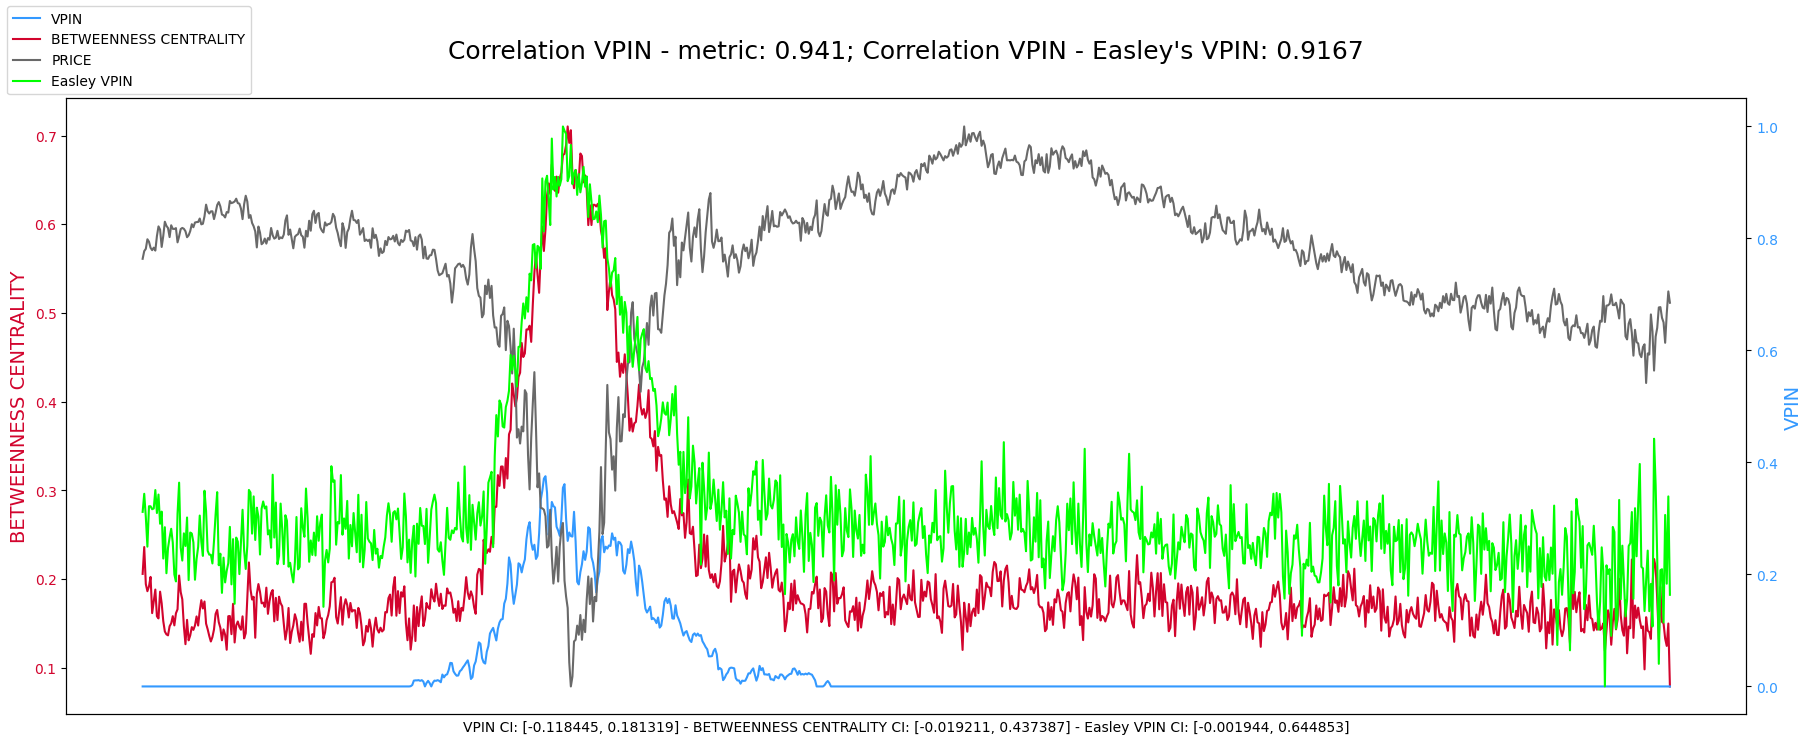 VPIN
BETWEENNESS CENTRALITY
PRICE
Easley VPIN
Correlation VPIN - metric: 0.941; Correlation VPIN - Easley's VPIN: 0.9167
BETWEENNESS CENTRALITY
0.7
0.6
0.5
0.4
0.3
0.2
0.1
1.0
0.8
0.6
0.4
0.2
0.0
VPIN
VPIN CI: [-0.118445, 0.181319] - BETWEENNESS CENTRALITY CI: [-0.019211, 0.437387] - Easley VPIN CI: [-0.001944, 0.644853]